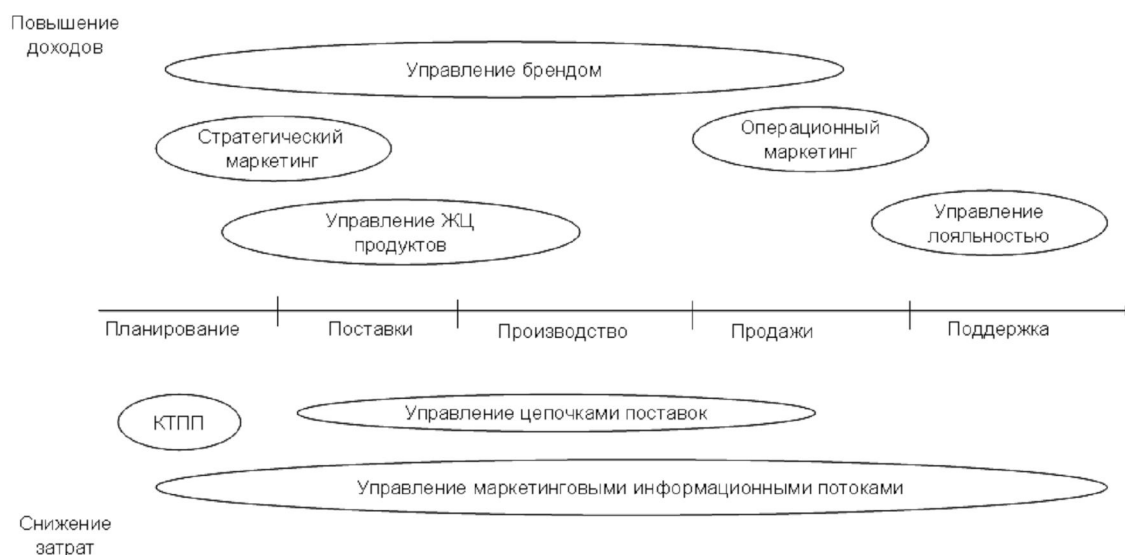 Повышение
доходов
Управление брендом
Стратегический
маркетинг
Операционный
маркетинг
Управление ЖЦ
продуктов
Управление
лояльностью
Планирование
Поставки
Производство
Продажи
Поддержка
КТПП
Управление цепочками поставок
Управление маркетинговыми информационными потоками
Снижение
затрат